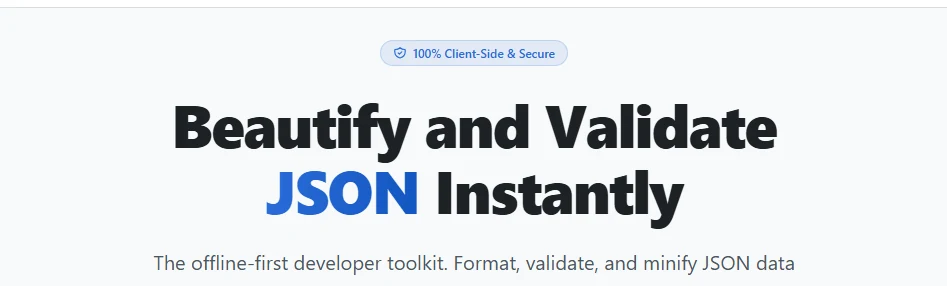 100% Client-Side & Secure
Beautify and Validate
JSON Instantly
The offline-first developer toolkit. Format, validate, and minify JSON data